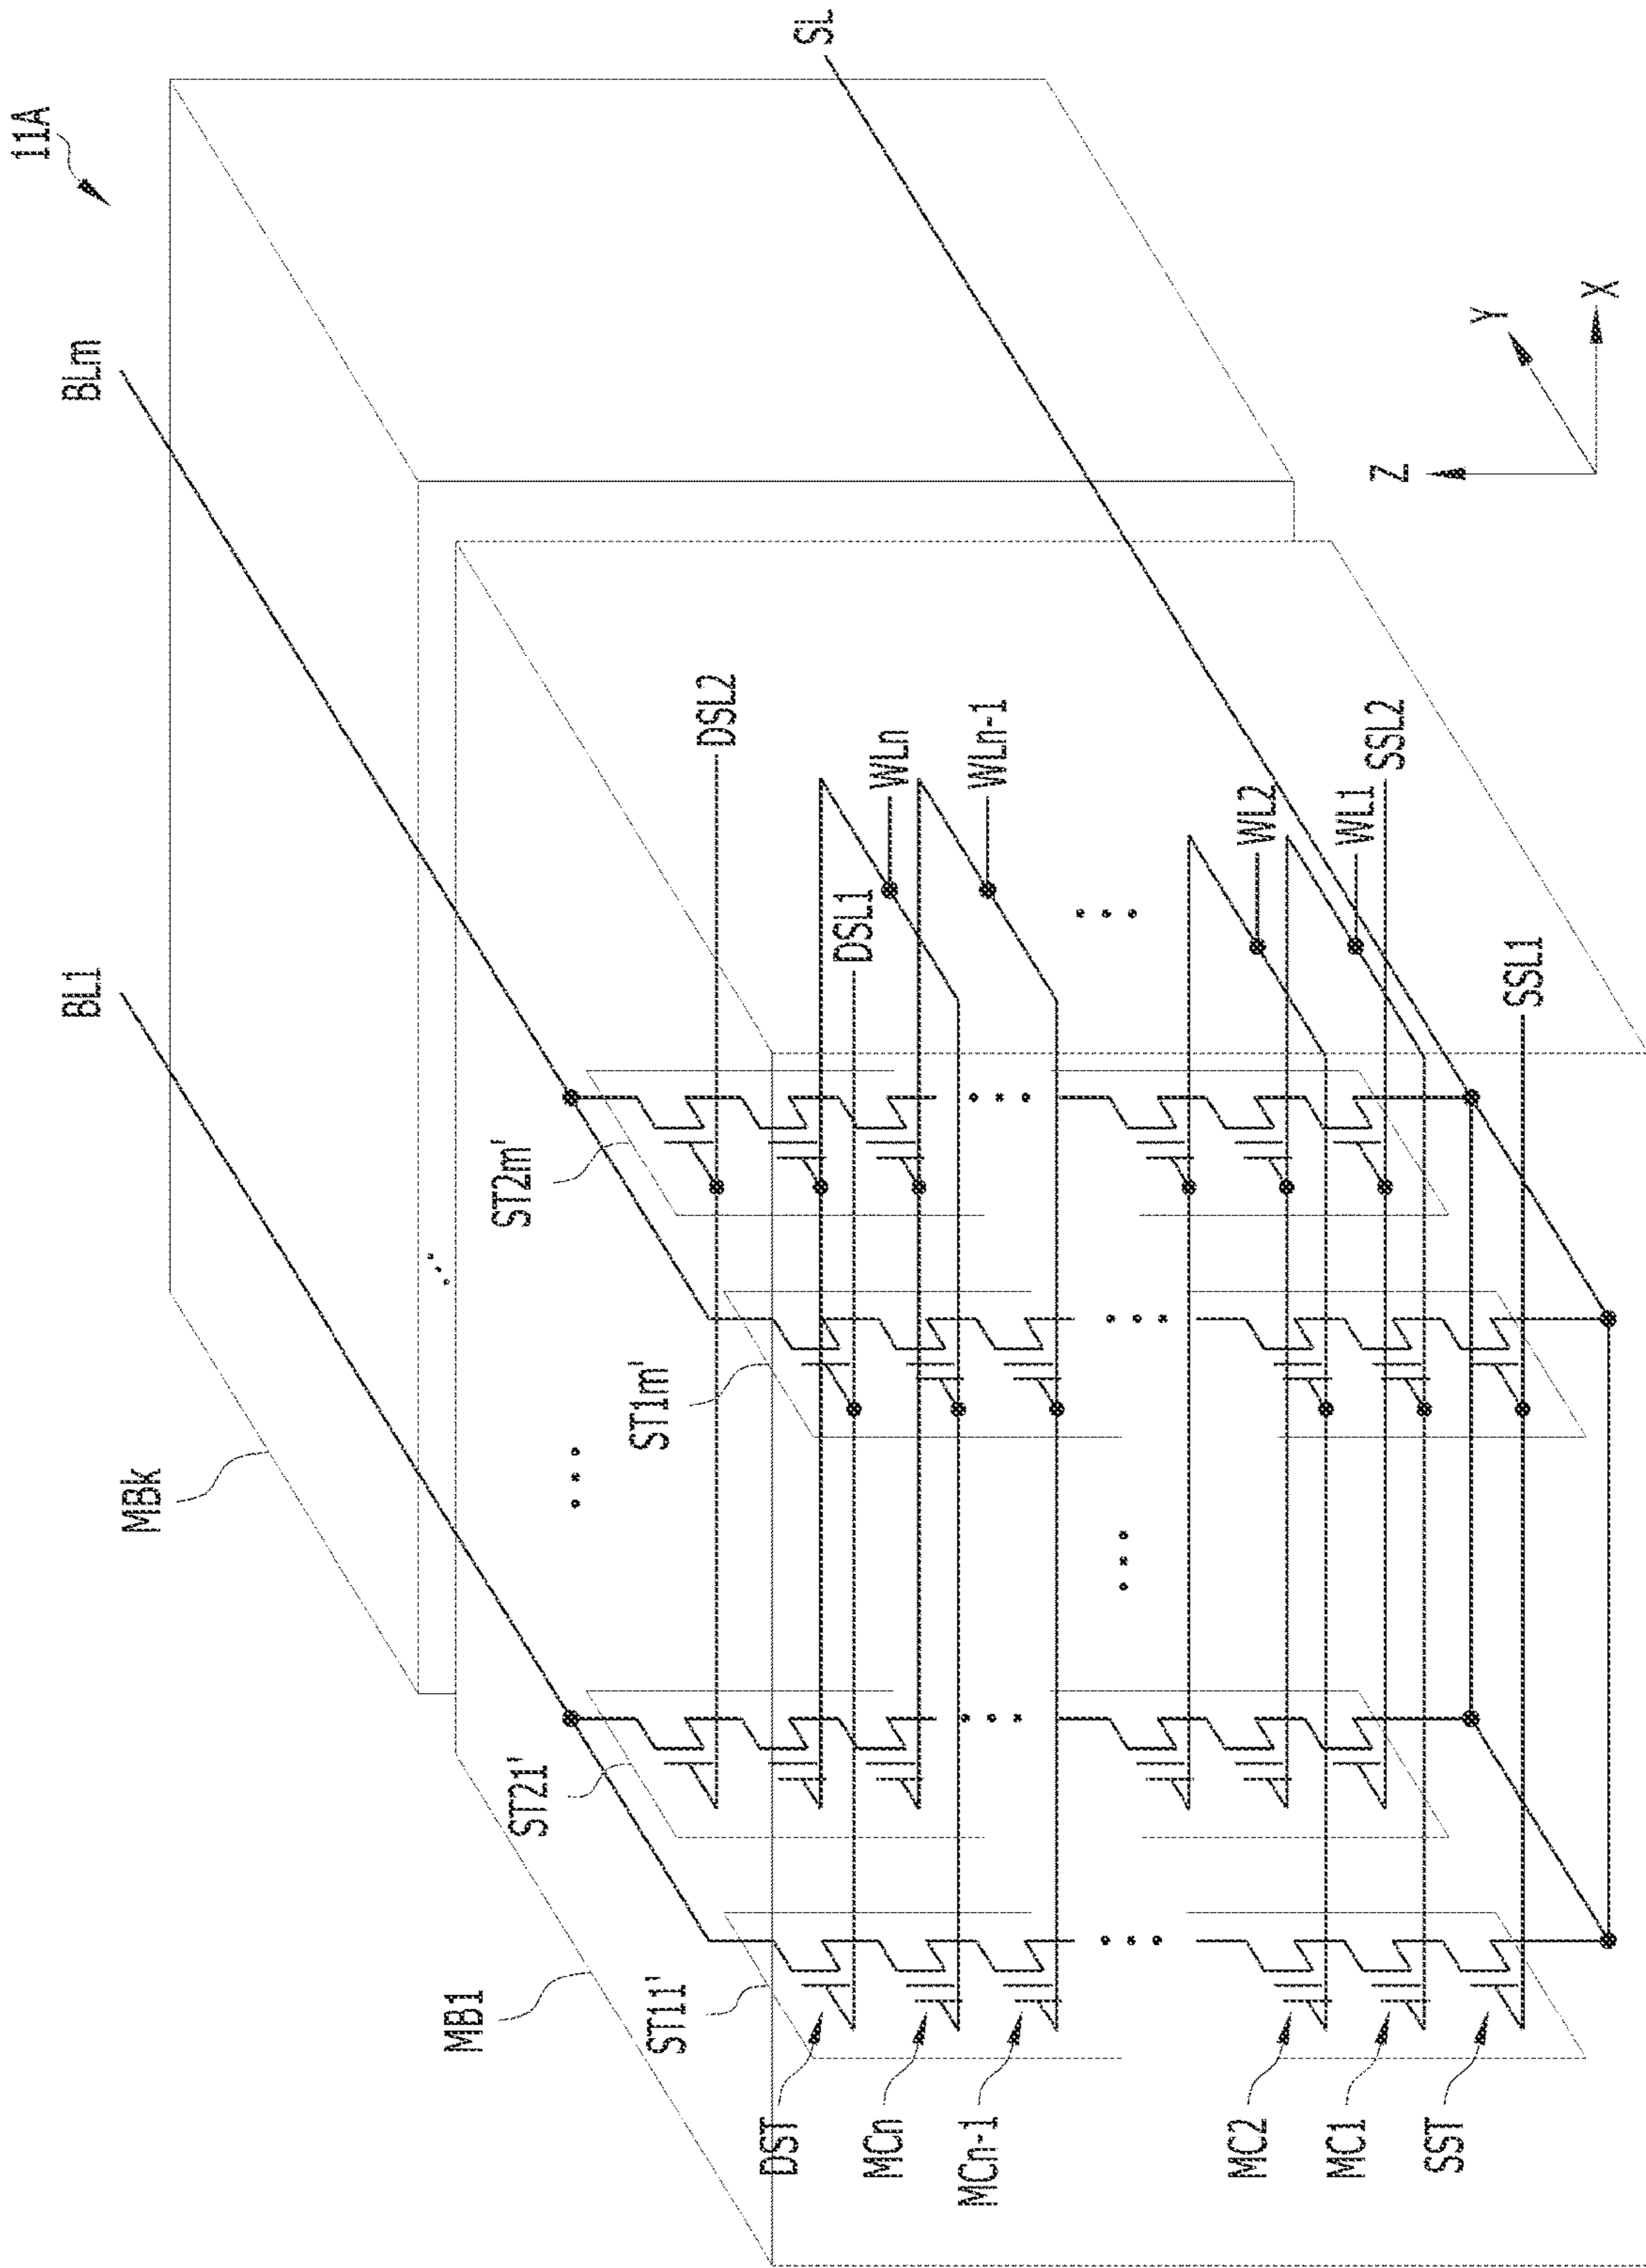 11A
MBk
BL1
BLm
SL
MB1
ST11'
ST21'
ST1m'
ST2m'
DSL2
DST
DSL1
MCn
WLn
MCn-1
WLn-1
MC2
WL2
MC1
WL1
SSL2
SST
SSL1
Z
Y
X